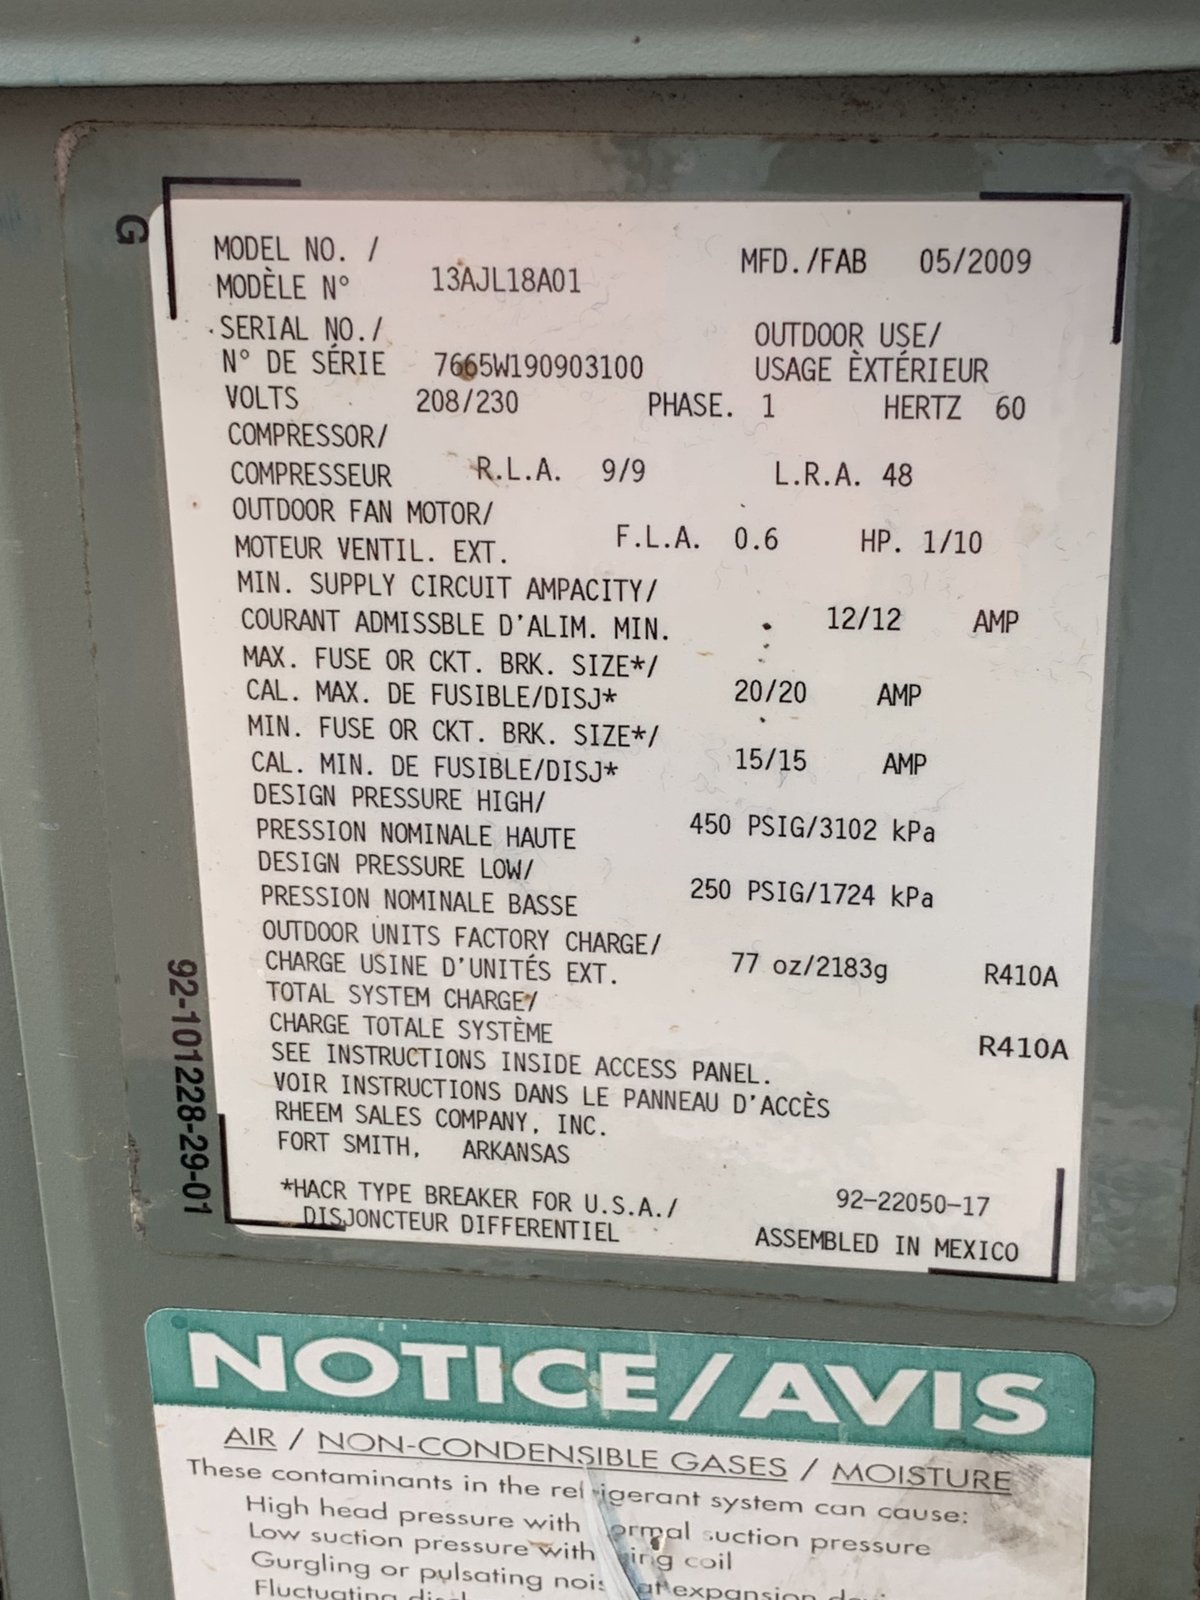 G
MODEL NO. /
MODÈLE N° 13AJL18A01 MFD./FAB 05/2009
SERIAL NO./ OUTDOOR USE/
N° DE SÉRIE 7665W190903100 USAGE ÈXTÉRIEUR
VOLTS 208/230 PHASE. 1 HERTZ 60
COMPRESSOR/
COMPRESSEUR R.L.A. 9/9 L.R.A. 48
OUTDOOR FAN MOTOR/
MOTEUR VENTIL. EXT. F.L.A. 0.6 HP. 1/10
MIN. SUPPLY CIRCUIT AMPACITY/
COURANT ADMISSBLE D'ALIM. MIN. 12/12 AMP
MAX. FUSE OR CKT. BRK. SIZE*/
CAL. MAX. DE FUSIBLE/DISJ* 20/20 AMP
MIN. FUSE OR CKT. BRK. SIZE*/
CAL. MIN. DE FUSIBLE/DISJ* 15/15 AMP
DESIGN PRESSURE HIGH/
PRESSION NOMINALE HAUTE 450 PSIG/3102 kPa
DESIGN PRESSURE LOW/
PRESSION NOMINALE BASSE 250 PSIG/1724 kPa
OUTDOOR UNITS FACTORY CHARGE/
CHARGE USINE D'UNITÉS EXT. 77 oz/2183g R410A
TOTAL SYSTEM CHARGE/
CHARGE TOTALE SYSTÈME R410A
SEE INSTRUCTIONS INSIDE ACCESS PANEL.
VOIR INSTRUCTIONS DANS LE PANNEAU D'ACCÈS
RHEEM SALES COMPANY, INC.
FORT SMITH, ARKANSAS
*HACR TYPE BREAKER FOR U.S.A./ 92-22050-17
DISJONCTEUR DIFFERENTIEL ASSEMBLED IN MEXICO
92-101228-29-01
NOTICE/AVIS
AIR / NON-CONDENSIBLE GASES / MOISTURE
These contaminants in the refrigerant system can cause:
High head pressure with normal suction pressure
Low suction pressure with icing coil
Gurgling or pulsating noise at expansion
Fluctuating